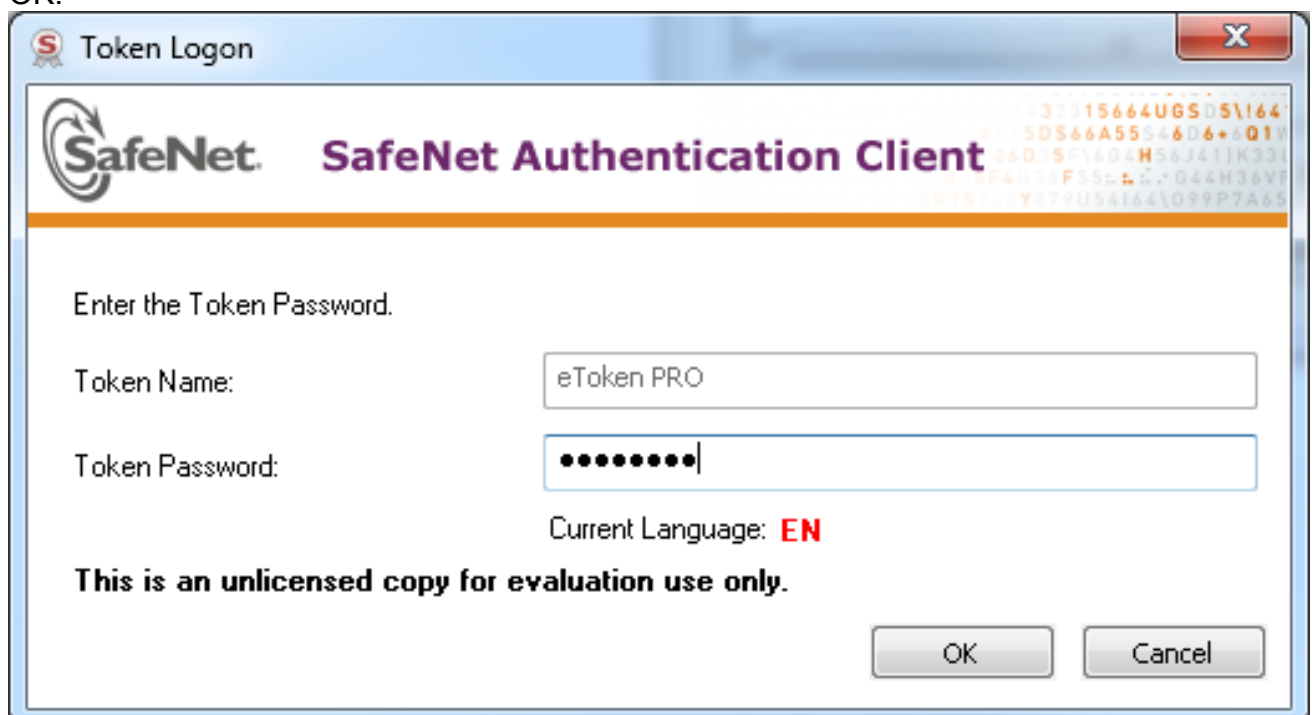 OK.
Token Logon
SafeNet. SafeNet Authentication Client
Enter the Token Password.
Token Name: eToken PRO
Token Password: ••••••••
Current Language: EN
This is an unlicensed copy for evaluation use only.
OK Cancel